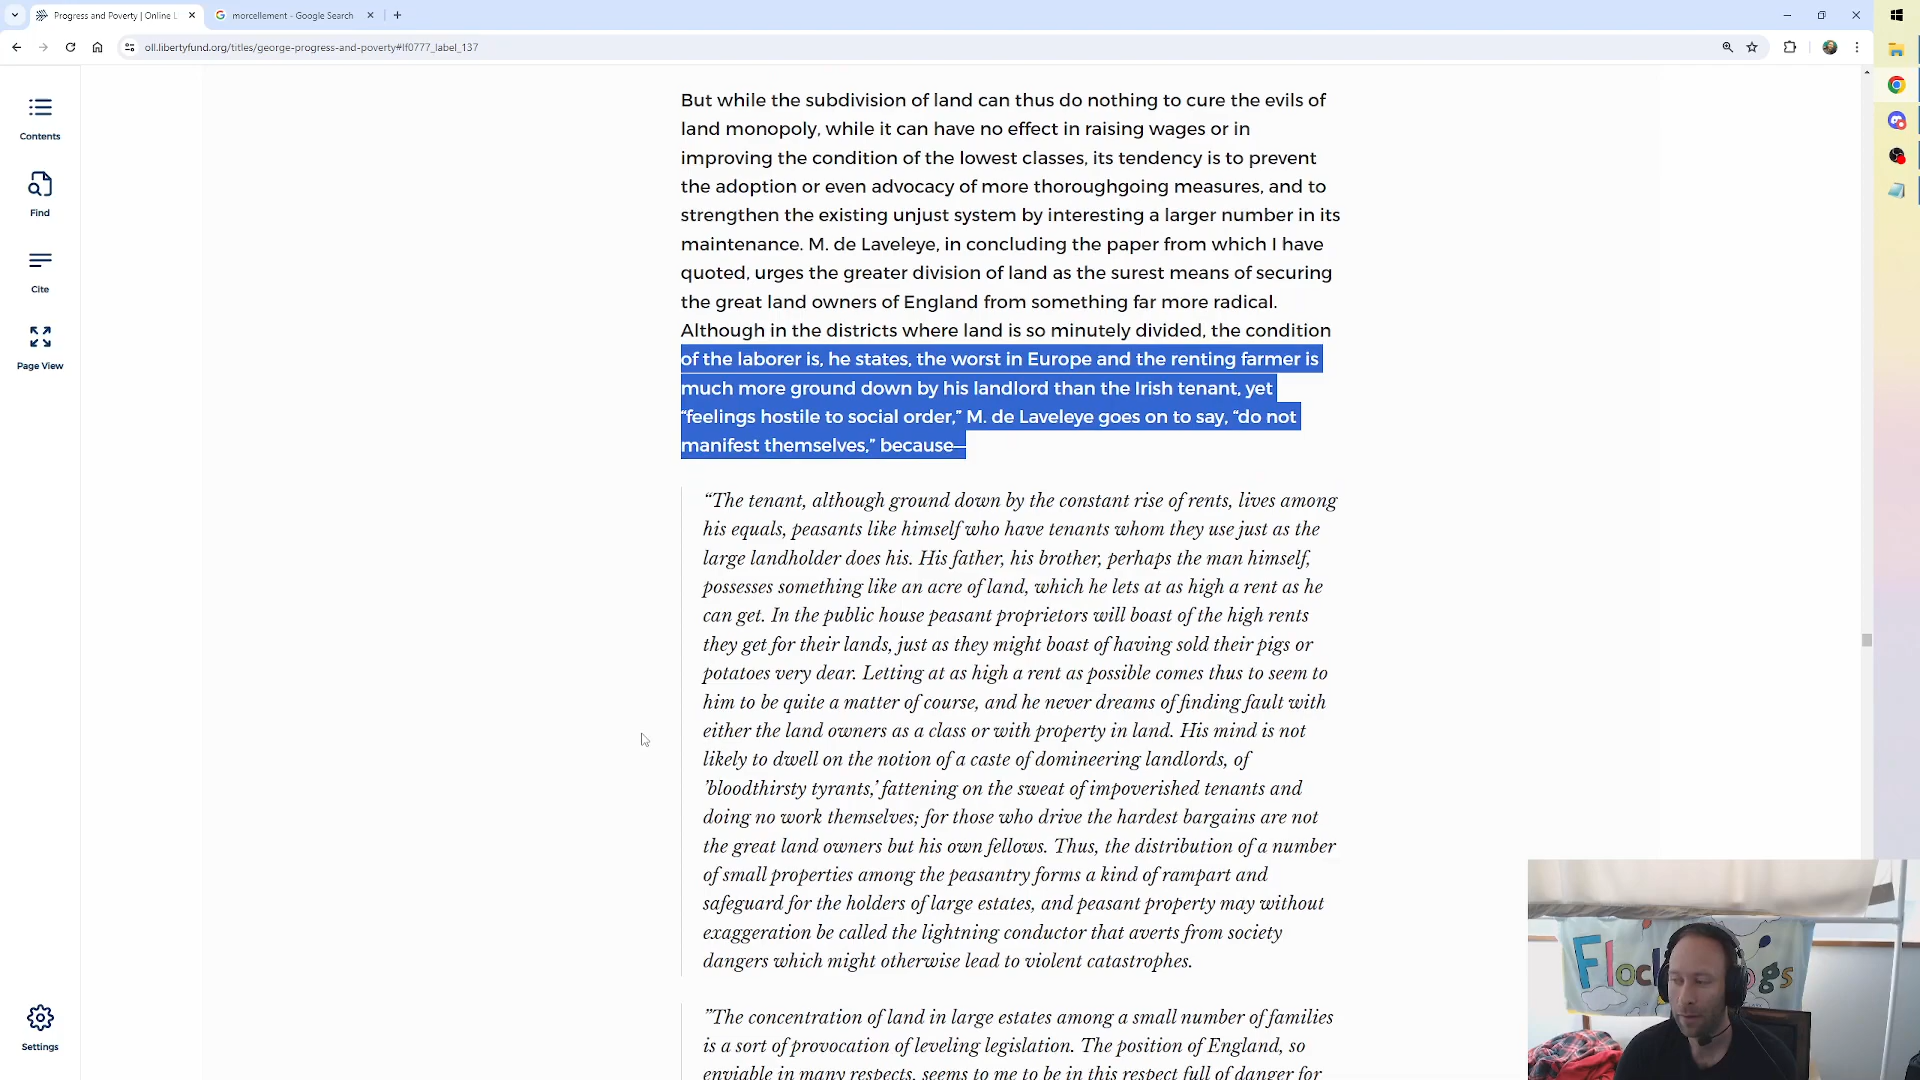 Progress and Poverty | Online L
morcellement - Google Search
oll.libertyfund.org/titles/george-progress-and-poverty#lf0777_label_137
Contents
Find
Cite
Page View
Settings
But while the subdivision of land can thus do nothing to cure the evils of
land monopoly, while it can have no effect in raising wages or in
improving the condition of the lowest classes, its tendency is to prevent
the adoption or even advocacy of more thoroughgoing measures, and to
strengthen the existing unjust system by interesting a larger number in its
maintenance. M. de Laveleye, in concluding the paper from which I have
quoted, urges the greater division of land as the surest means of securing
the great land owners of England from something far more radical.
Although in the districts where land is so minutely divided, the condition
of the laborer is, he states, the worst in Europe and the renting farmer is
much more ground down by his landlord than the Irish tenant, yet
“feelings hostile to social order,” M. de Laveleye goes on to say, “do not
manifest themselves,” because—
“The tenant, although ground down by the constant rise of rents, lives among
his equals, peasants like himself who have tenants whom they use just as the
large landholder does his. His father, his brother, perhaps the man himself,
possesses something like an acre of land, which he lets at as high a rent as he
can get. In the public house peasant proprietors will boast of the high rents
they get for their lands, just as they might boast of having sold their pigs or
potatoes very dear. Letting at as high a rent as possible comes thus to seem to
him to be quite a matter of course, and he never dreams of finding fault with
either the land owners as a class or with property in land. His mind is not
likely to dwell on the notion of a caste of domineering landlords, of
’bloodthirsty tyrants,’ fattening on the sweat of impoverished tenants and
doing no work themselves; for those who drive the hardest bargains are not
the great land owners but his own fellows. Thus, the distribution of a number
of small properties among the peasantry forms a kind of rampart and
safeguard for the holders of large estates, and peasant property may without
exaggeration be called the lightning conductor that averts from society
dangers which might otherwise lead to violent catastrophes.
”The concentration of land in large estates among a small number of families
is a sort of provocation of leveling legislation. The position of England, so
enviable in many respects, seems to me to be in this respect full of danger for